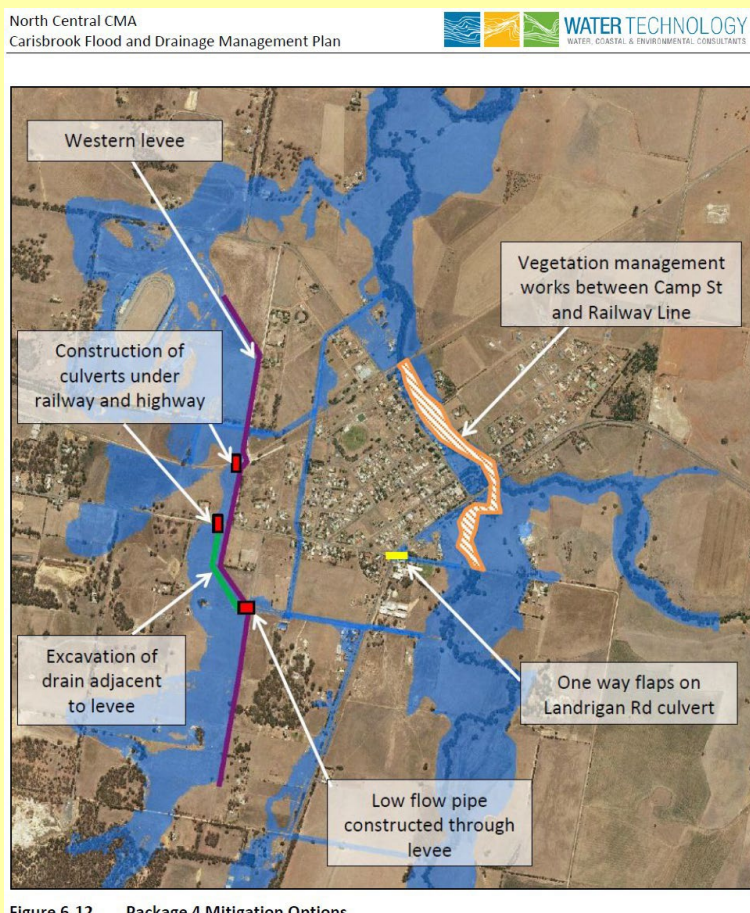 North Central CMA
Carisbrook Flood and Drainage Management Plan
WATER TECHNOLOGY
WATER, COASTAL & ENVIRONMENTAL CONSULTANTS
Western levee
Vegetation management
works between Camp St
and Railway Line
Construction of
culverts under
railway and highway
Excavation of
drain adjacent
to levee
One way flaps on
Landrigan Rd culvert
Low flow pipe
constructed through
levee
Figure 6-12 Package 4 Mitigation Options